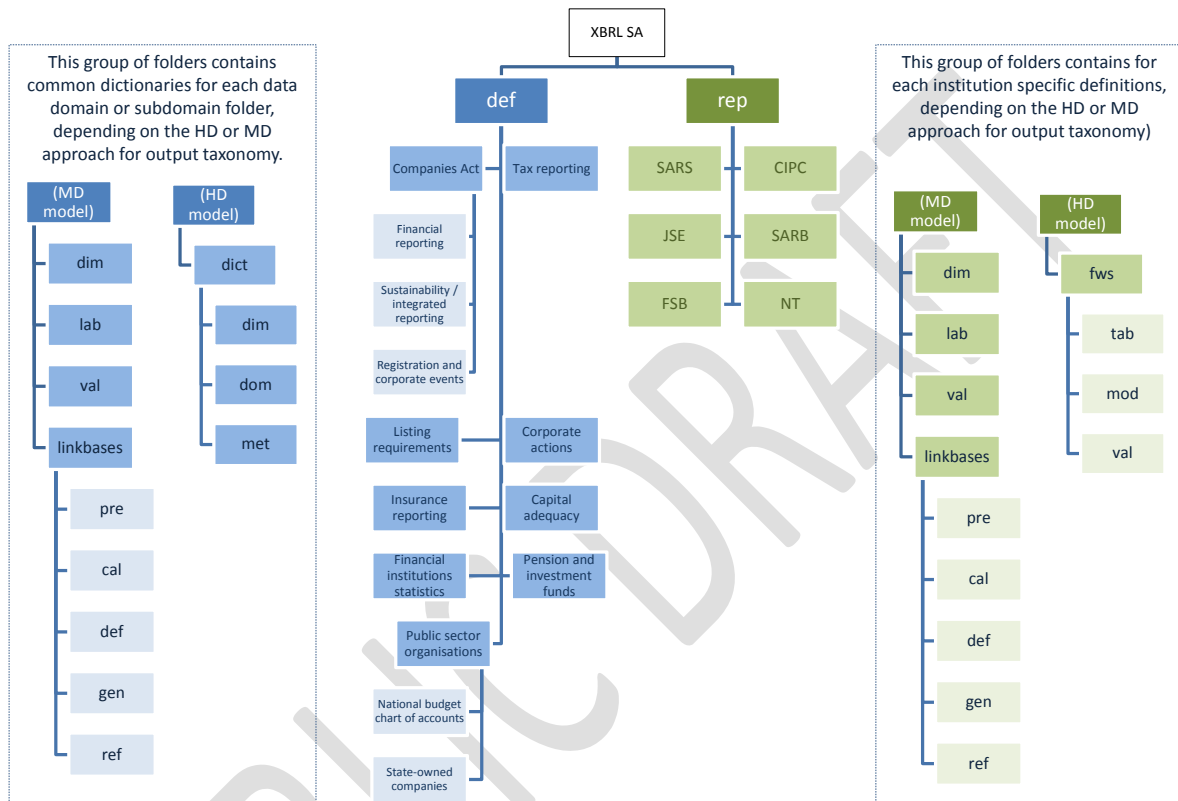 XBRL SA
This group of folders contains
common dictionaries for each data
domain or subdomain folder,
depending on the HD or MD
approach for output taxonomy.
(MD
model)
dim
lab
val
linkbases
pre
cal
def
gen
ref
(HD
model)
dict
dim
dom
met
def
Companies Act
Tax reporting
Financial
reporting
Sustainability /
integrated
reporting
Registration and
corporate events
Listing
requirements
Corporate
actions
Insurance
reporting
Capital
adequacy
Financial
institutions
statistics
Pension and
investment
funds
Public sector
organisations
National budget
chart of accounts
State-owned
companies
rep
SARS
CIPC
JSE
SARB
FSB
NT
This group of folders contains for
each institution specific definitions,
depending on the HD or MD
approach for output taxonomy)
(MD
model)
dim
lab
val
linkbases
pre
cal
def
gen
ref
(HD
model)
fws
tab
mod
val
DRAFT